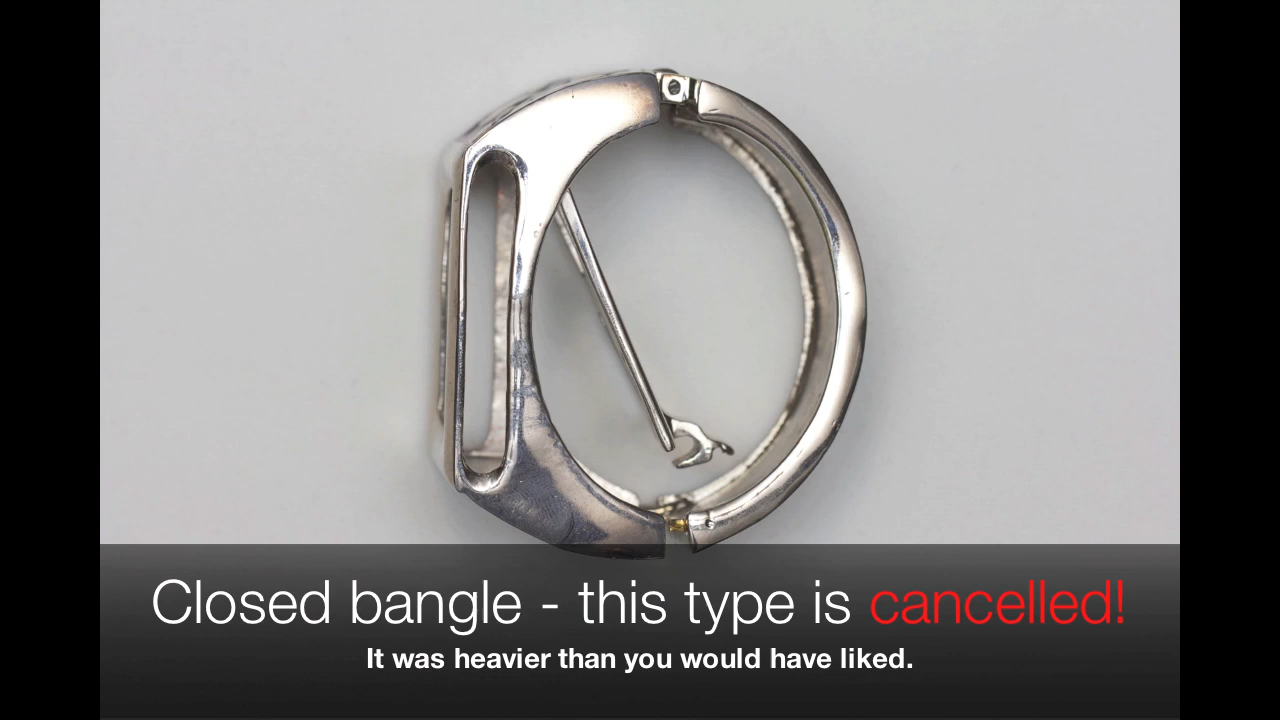 Closed bangle - this type is cancelled!
It was heavier than you would have liked.